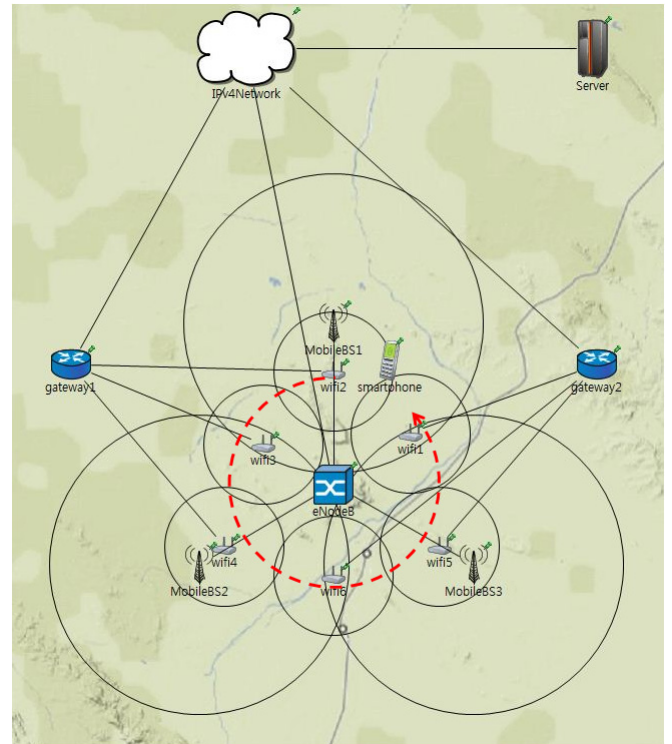 IPv4Network
Server
MobileBS1
gateway1
wifi2
smartphone
gateway2
wifi3
wifi1
eNodeB
wifi4
wifi5
MobileBS2
wifi6
MobileBS3